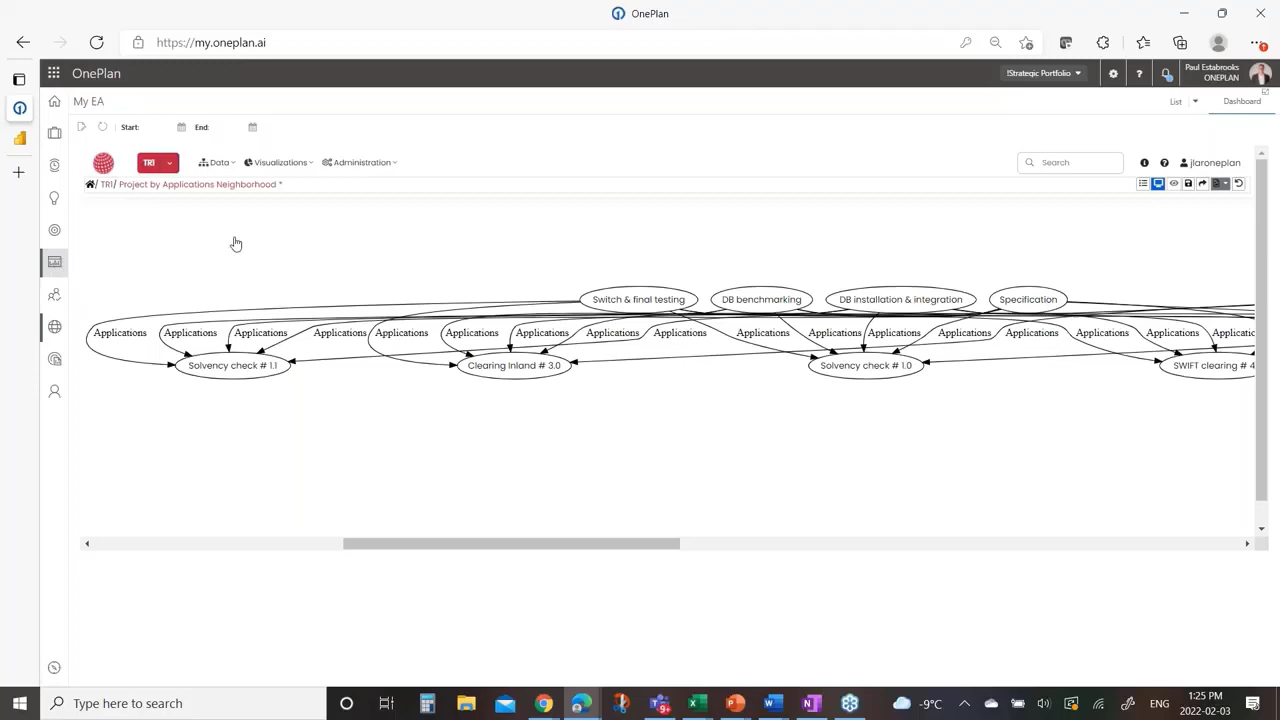 OnePlan
https://my.oneplan.ai
OnePlan
!Strategic Portfolio
Paul Estabrooks
ONEPLAN
My EA
List
Dashboard
Start:
End:
TRI
Data
Visualizations
Administration
Search
jlaroneplan
/ TRI/ Project by Applications Neighborhood *
Switch & final testing
DB benchmarking
DB installation & integration
Specification
Applications Applications Applications Applications Applications Applications Applications Applications Applications Applications Applications Applications Applications Applications Applications Applications Applicatio
Solvency check # 1.1
Clearing Inland # 3.0
Solvency check # 1.0
SWIFT clearing # 4
Type here to search
9+
-9°C
ENG
1:25 PM
2022-02-03